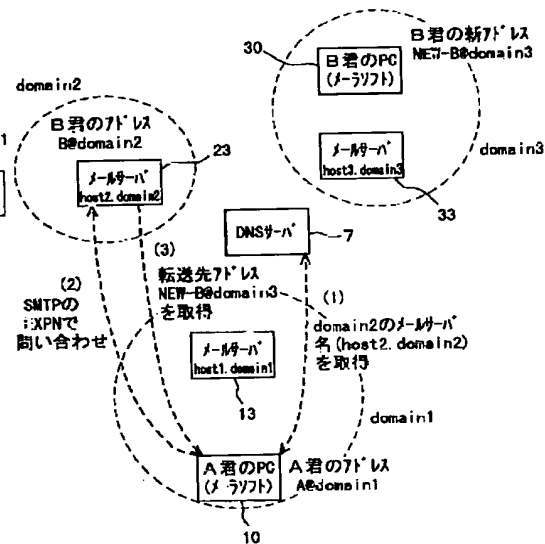 domain2
B君のアドレス
B@domain2
23
メールサーバ
host2.domain2
1
30
B君のPC
(メーラソフト)
B君の新アドレス
NEW-B@domain3
domain3
メールサーバ
host3.domain3
33
DNSサーバ
7
(2)
SMTPの
EXPNで
問い合わせ
(3)
転送先アドレス
NEW-B@domain3
を取得
(1)
domain2のメールサーバ
名(host2.domain2)
を取得
メールサーバ
host1.domain1
13
domain1
A君のPC
(メーラソフト)
10
A君のアドレス
A@domain1